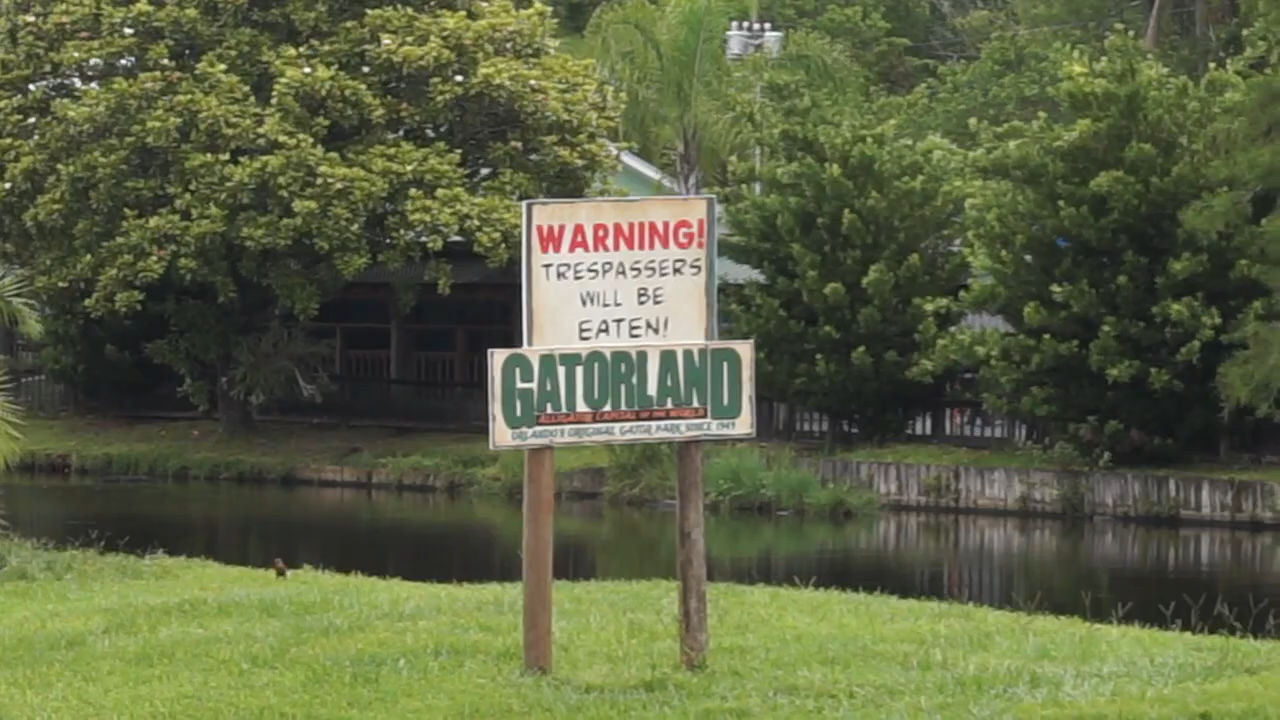 WARNING!
TRESPASSERS
WILL BE
EATEN!
GATORLAND
ALLIGATOR CAPITAL OF THE WORLD
ORLANDO'S ORIGINAL GATOR PARK SINCE 1949